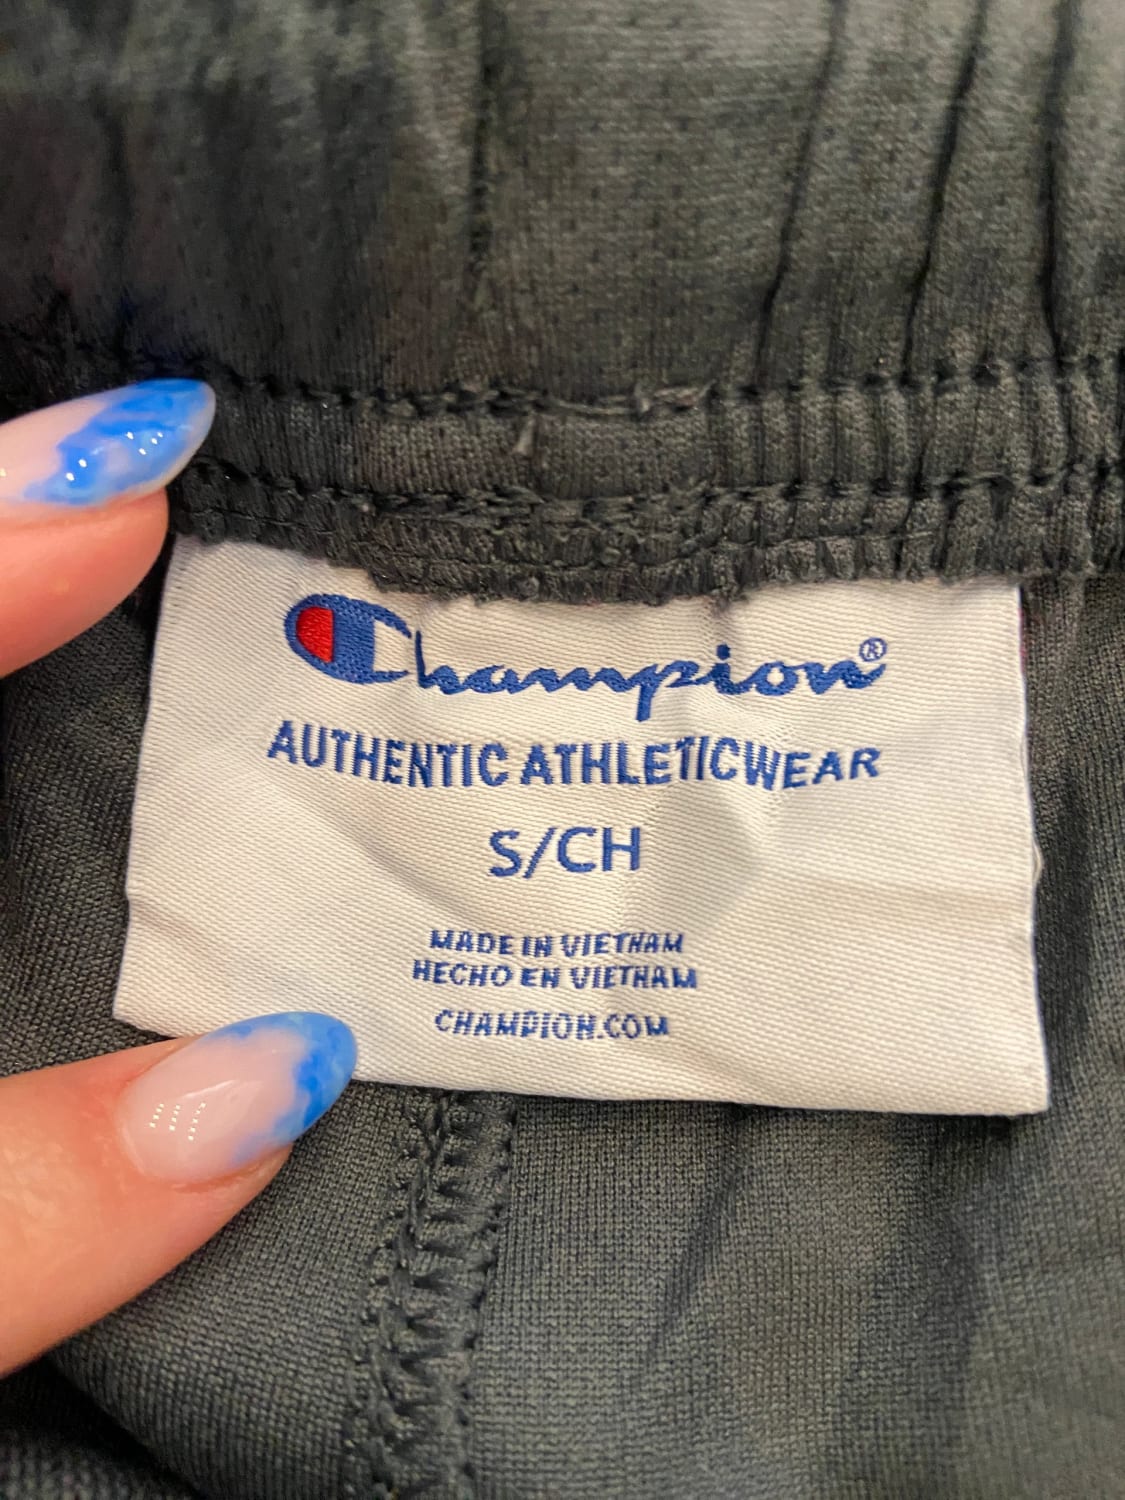 Champion®
AUTHENTIC ATHLETICWEAR
S/CH
MADE IN VIETNAM
HECHO EN VIETNAM
CHAMPION.COM